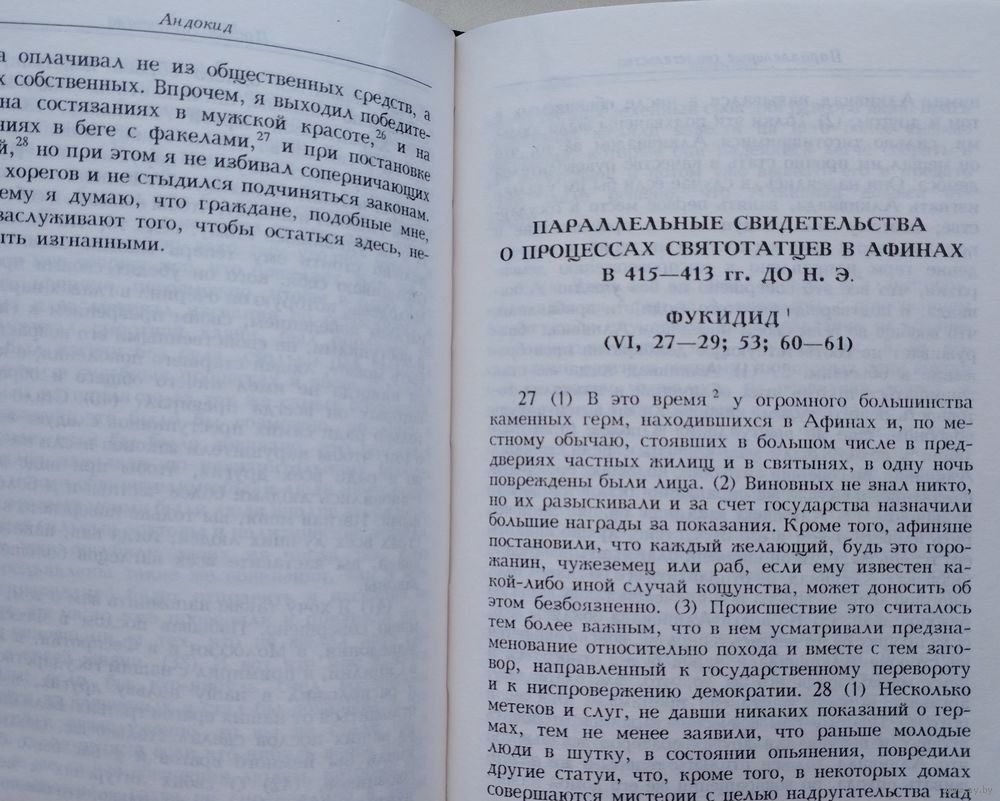 Андокид
а оплачивал не из общественных средств, а
х собственных. Впрочем, я выходил победите-
на состязаниях в мужской красоте,26 и на
ниях в беге с факелами,27 и при постановке
й,28 но при этом я не избивал соперничающих
хорегов и не стыдился подчиняться законам.
ему я думаю, что граждане, подобные мне,
заслуживают того, чтобы остаться здесь, не-
ыть изгнанными.
ПАРАЛЛЕЛЬНЫЕ СВИДЕТЕЛЬСТВА
О ПРОЦЕССАХ СВЯТОТАТЦЕВ В АФИНАХ
В 415—413 гг. ДО Н. Э.
ФУКИДИД 1
(VI, 27—29; 53; 60—61)
27 (1) В это время 2 у огромного большинства
каменных герм, находившихся в Афинах и, по ме-
стному обычаю, стоявших в большом числе в пред-
двериях частных жилищ и в святынях, в одну ночь
повреждены были лица. (2) Виновных не знал никто,
но их разыскивали и за счет государства назначили
большие награды за показания. Кроме того, афиняне
постановили, что каждый желающий, будь это горо-
жанин, чужеземец или раб, если ему известен ка-
кой-либо иной случай кощунства, может доносить об
этом безбоязненно. (3) Происшествие это считалось
тем более важным, что в нем усматривали предзна-
менование относительно похода и вместе с тем заго-
вор, направленный к государственному перевороту
и к ниспровержению демократии. 28 (1) Несколько
метеков и слуг, не давши никаких показаний о гер-
мах, тем не менее заявили, что раньше молодые
люди в шутку, в состоянии опьянения, повредили
другие статуи, что, кроме того, в некоторых домах
совершаются мистерии с целью надругательства над